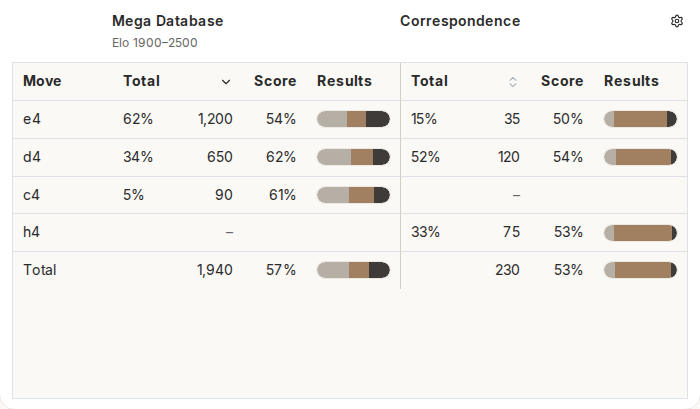 Mega Database Correspondence
Elo 1900–2500
Move Total Score Results Total Score Results
e4 62% 1,200 54% 15% 35 50%
d4 34% 650 62% 52% 120 54%
c4 5% 90 61% –
h4 – 33% 75 53%
Total 1,940 57% 230 53%